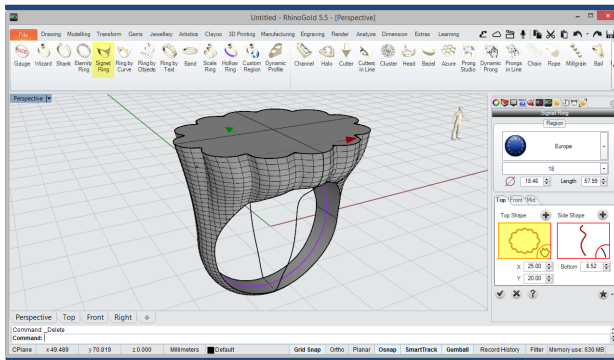 Untitled - RhinoGold 5.5 - [Perspective]
File Drawing Modelling Transform Gems Jewellery Artistics Clayoo 3D Printing Manufacturing Engraving Render Analyze Dimension Extras Learning
Gauge Wizard Shank Eternity Ring Signet Ring Ring by Curve Ring by Objects Ring by Text Band Scale Ring Hollow Ring Custom Region Dynamic Profile Channel Halo Cutter Cutters in Line Cluster Head Bezel Azure Prong Studio Dynamic Prong Prongs in Line Chain Rope Millgrain Bail
Perspective
Signet Ring
Region
Europe
18
18.46 Length 57.99
Top Front Mid
Top Shape Side Shape
X 25.00 Bottom 6.52
Y 20.00
Perspective Top Front Right
Command: _Delete
Command:
CPlane x 49.489 y 70.819 z 0.000 Millimeters Default Grid Snap Ortho Planar Osnap SmartTrack Gumball Record History Filter Memory use: 630 MB